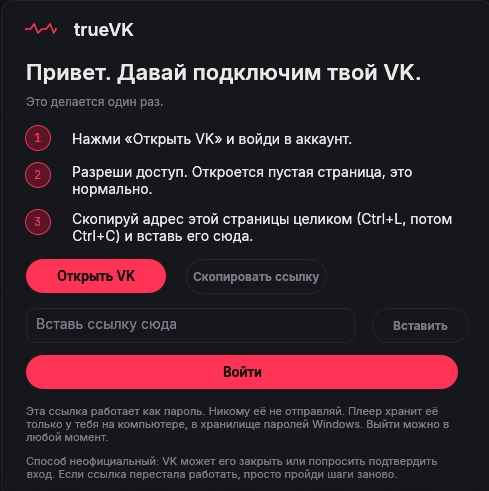 trueVK
Привет. Давай подключим твой VK.
Это делается один раз.
1 Нажми «Открыть VK» и войди в аккаунт.
2 Разреши доступ. Откроется пустая страница, это
нормально.
3 Скопируй адрес этой страницы целиком (Ctrl+L, потом
Ctrl+C) и вставь его сюда.
Открыть VK Скопировать ссылку
Вставь ссылку сюда Вставить
Войти
Эта ссылка работает как пароль. Никому её не отправляй. Плеер хранит её
только у тебя на компьютере, в хранилище паролей Windows. Выйти можно в
любой момент.
Способ неофициальный: VK может его закрыть или попросить подтвердить
вход. Если ссылка перестала работать, просто пройди шаги заново.